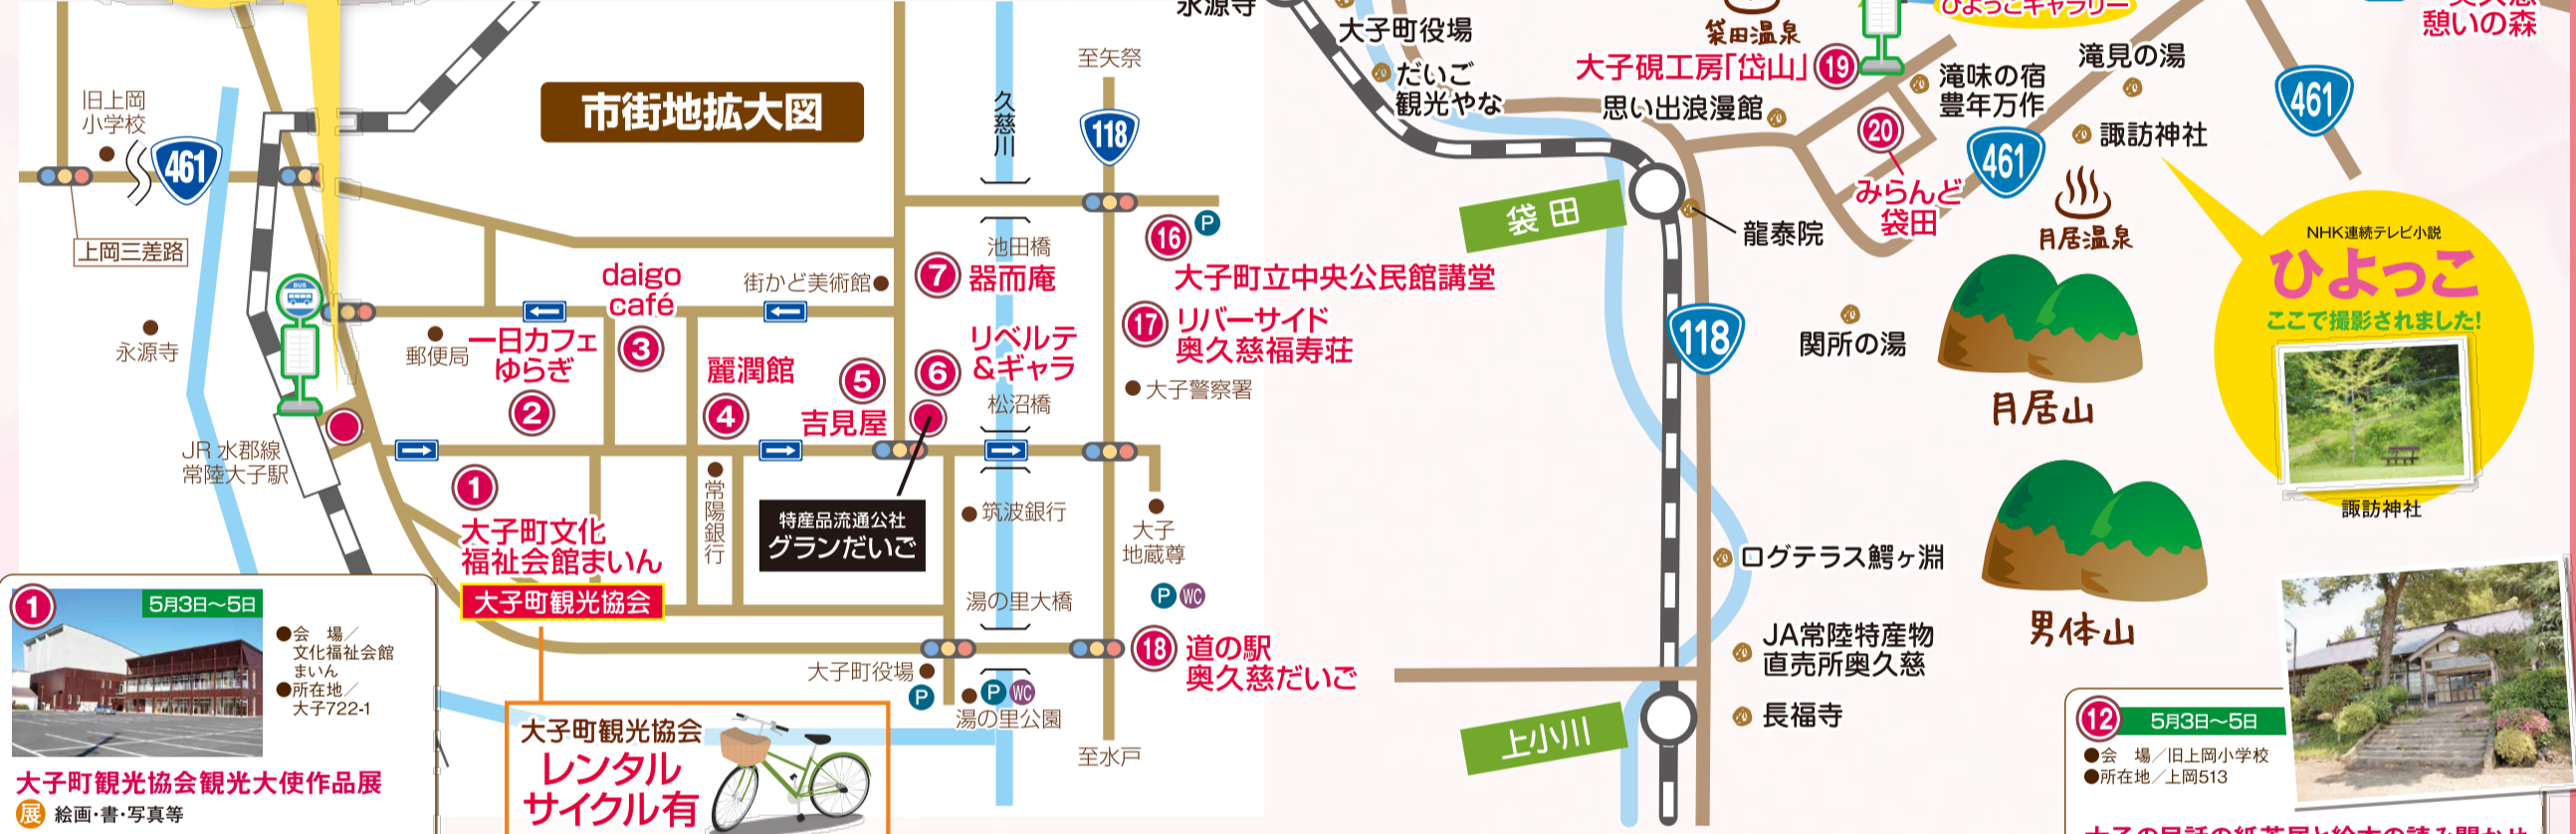 市街地拡大図
旧上岡
小学校
461
上岡三差路
永源寺
JR 水郡線
常陸大子駅
BUS
郵便局
一日カフェ
ゆらぎ
2
daigo
café
3
街かど美術館
麗潤館
4
5
吉見屋
7
器而庵
6
リベルテ
&ギャラ
久慈川
至矢祭
118
池田橋
松沼橋
16
P
大子町立中央公民館講堂
17
リバーサイド
奥久慈福寿荘
大子警察署
1
大子町文化
福祉会館まいん
大子町観光協会
常陽銀行
特産品流通公社
グランだいご
筑波銀行
大子
地蔵尊
湯の里大橋
P WC
18
道の駅
奥久慈だいご
大子町役場
P
P WC
湯の里公園
至水戸
大子町観光協会
レンタル
サイクル有
1
5月3日～5日
●会　場／
文化福祉会館
まいん
●所在地／
大子722-1
大子町観光協会観光大使作品展
展 絵画・書・写真等
永源寺
大子町役場
だいご
観光やな
袋田温泉
大子硯工房「岱山」
19
思い出浪漫館
滝味の宿
豊年万作
滝見の湯
20
みらんど
袋田
461
諏訪神社
月居温泉
461
憩いの森
ひよっこギャラリー
袋田
龍泰院
118
関所の湯
月居山
NHK連続テレビ小説
ひよっこ
ここで撮影されました!
諏訪神社
ログテラス鰐ヶ淵
男体山
JA常陸特産物
直売所奥久慈
上小川
長福寺
12
5月3日～5日
●会　場／旧上岡小学校
●所在地／上岡513